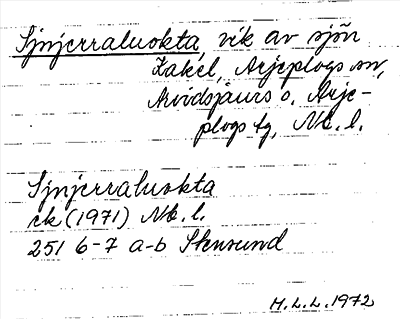 Sjnjerraluokta, vik av sjön
Zakel, Arjeplogs sn,
Arvidsjaurs o. Arje-
plogs tg, Nb. l.
Sjnjerraluokta
ek (1971) Nb. l.
251 6-7 a-b Stensund
H.L.L. 1972